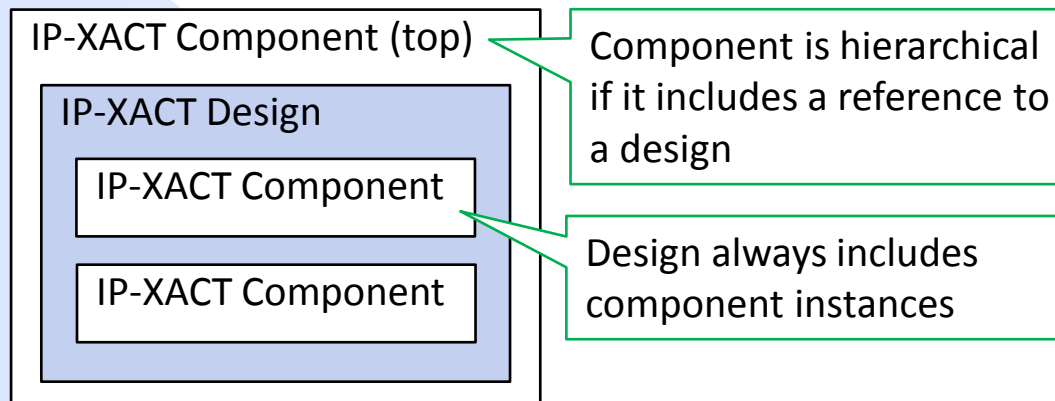 IP-XACT Component (top)
IP-XACT Design
IP-XACT Component
IP-XACT Component
Component is hierarchical
if it includes a reference to
a design
Design always includes
component instances